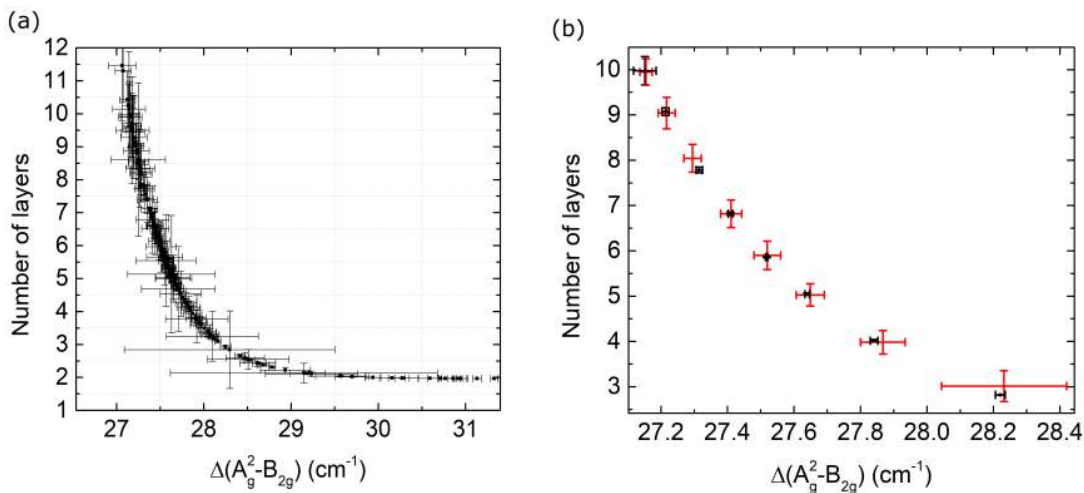 (a)
12
11
10
9
8
7
6
5
4
3
2
1
Number of layers
27 28 29 30 31
Δ(A²g-B2g) (cm⁻¹)
(b)
10
9
8
7
6
5
4
3
Number of layers
27.2 27.4 27.6 27.8 28.0 28.2 28.4
Δ(A²g-B2g) (cm⁻¹)